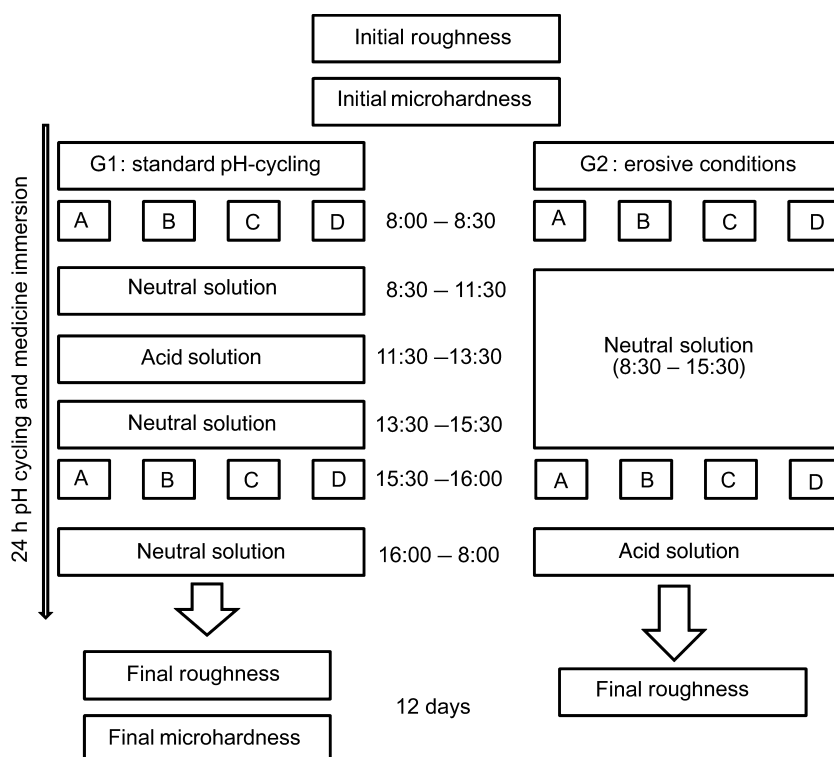 Initial roughness
Initial microhardness
24 h pH cycling and medicine immersion
G1: standard pH-cycling
G2: erosive conditions
A B C D 8:00 – 8:30 A B C D
Neutral solution 8:30 – 11:30
Acid solution 11:30 –13:30
Neutral solution
(8:30 – 15:30)
Neutral solution 13:30 –15:30
A B C D 15:30 –16:00 A B C D
Neutral solution 16:00 – 8:00 Acid solution
Final roughness
Final roughness
12 days
Final microhardness